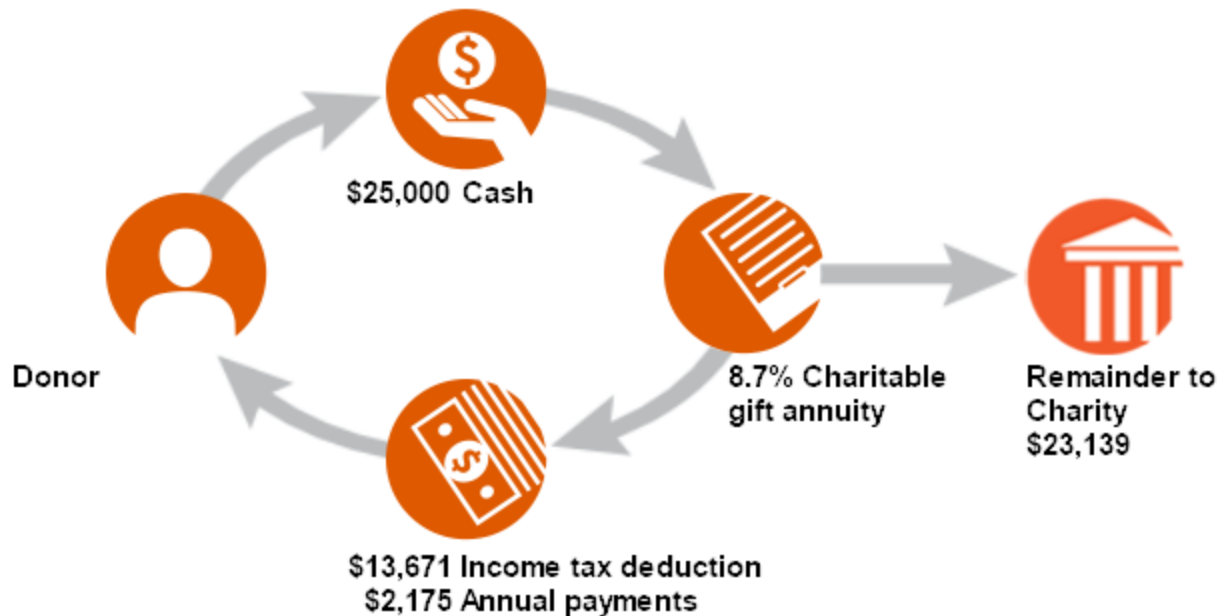 $
$25,000 Cash
Donor
8.7% Charitable
gift annuity
Remainder to
Charity
$23,139
$
$13,671 Income tax deduction
$2,175 Annual payments